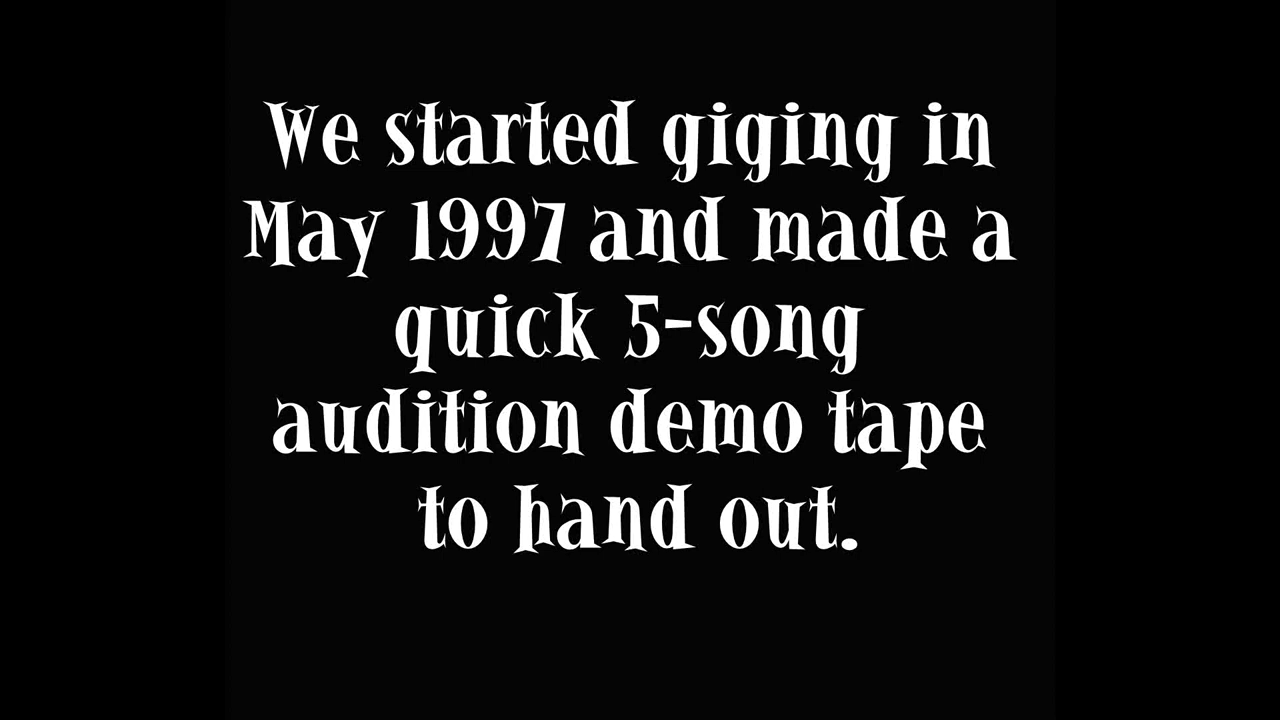 We started giging in
May 1997 and made a
quick 5-song
audition demo tape
to hand out.